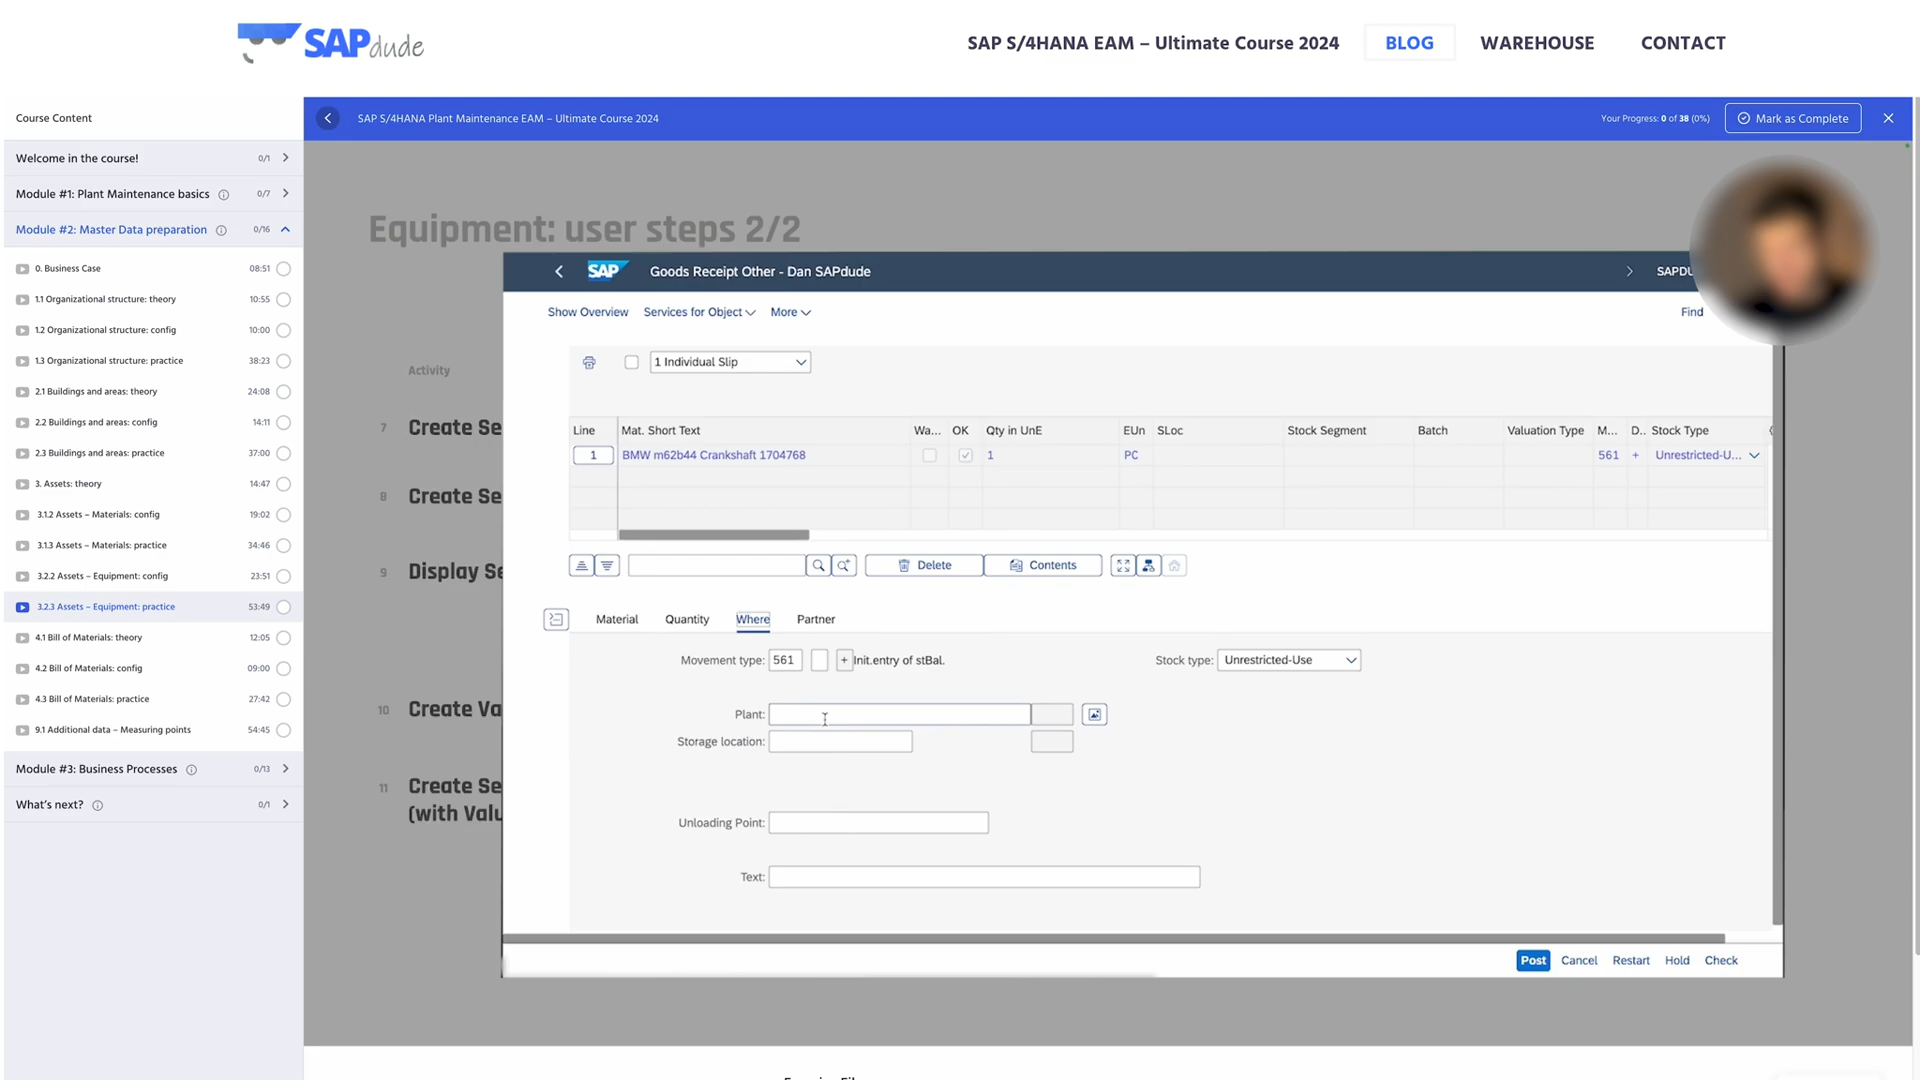 SAP dude
SAP S/4HANA EAM – Ultimate Course 2024
BLOG
WAREHOUSE
CONTACT
Course Content
SAP S/4HANA Plant Maintenance EAM – Ultimate Course 2024
Your Progress: 0 of 38 (0%)
Mark as Complete
Welcome in the course! 0/1
Module #1: Plant Maintenance basics 0/7
Module #2: Master Data preparation 0/16
0. Business Case 08:51
1.1 Organizational structure: theory 10:55
1.2 Organizational structure: config 10:00
1.3 Organizational structure: practice 38:23
2.1 Buildings and areas: theory 24:08
2.2 Buildings and areas: config 14:11
2.3 Buildings and areas: practice 37:00
3. Assets: theory 14:47
3.1.2 Assets – Materials: config 19:02
3.1.3 Assets – Materials: practice 34:46
3.2.2 Assets – Equipment: config 23:51
3.2.3 Assets – Equipment: practice 53:49
4.1 Bill of Materials: theory 12:05
4.2 Bill of Materials: config 09:00
4.3 Bill of Materials: practice 27:42
9.1 Additional data – Measuring points 54:45
Module #3: Business Processes 0/13
What's next? 0/1
Equipment: user steps 2/2
Activity
7 Create Se
8 Create Se
9 Display Se
10 Create Va
11 Create Se
(with Valu
SAP Goods Receipt Other - Dan SAPdude SAPDU
Show Overview Services for Object More Find
1 Individual Slip
Line Mat. Short Text Wa... OK Qty in UnE EUn SLoc Stock Segment Batch Valuation Type M... D.. Stock Type
1 BMW m62b44 Crankshaft 1704768 1 PC 561 + Unrestricted-U...
Delete Contents
Material Quantity Where Partner
Movement type: 561 + Init.entry of stBal. Stock type: Unrestricted-Use
Plant:
Storage location:
Unloading Point:
Text:
Post Cancel Restart Hold Check